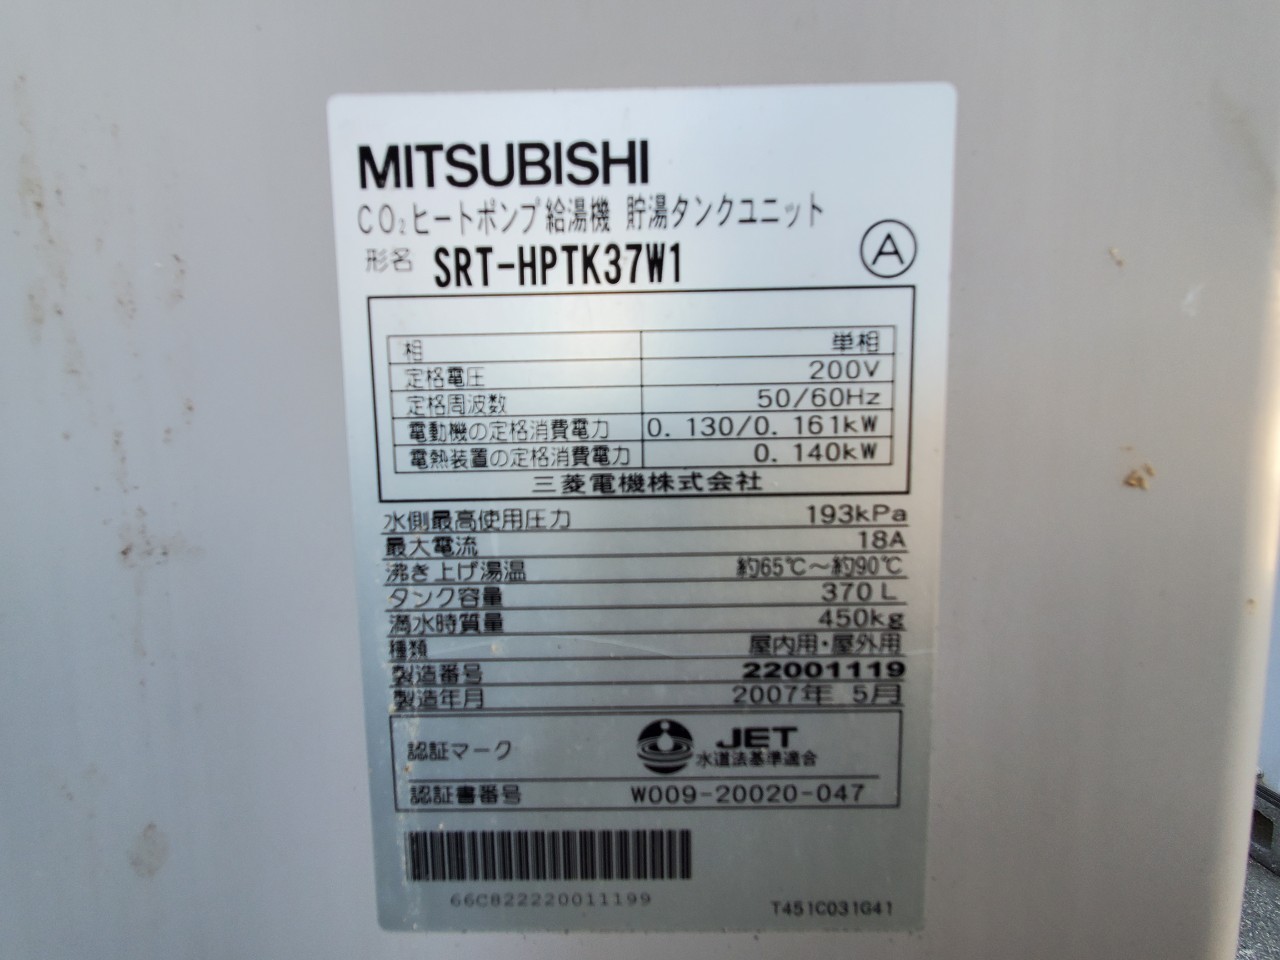 MITSUBISHI
CO₂ヒートポンプ給湯機 貯湯タンクユニット
形名 SRT-HPTK37W1
A
相 単相
定格電圧 200V
定格周波数 50/60Hz
電動機の定格消費電力 0.130/0.161kW
電熱装置の定格消費電力 0.140kW
三菱電機株式会社
水側最高使用圧力 193kPa
最大電流 18A
沸き上げ湯温 約65℃～約90℃
タンク容量 370L
満水時質量 450kg
種類 屋内用・屋外用
製造番号 22001119
製造年月 2007年 5月
認証マーク JET
水道法基準適合
認証書番号 W009-20020-047
66C822220011199
T451C031G41